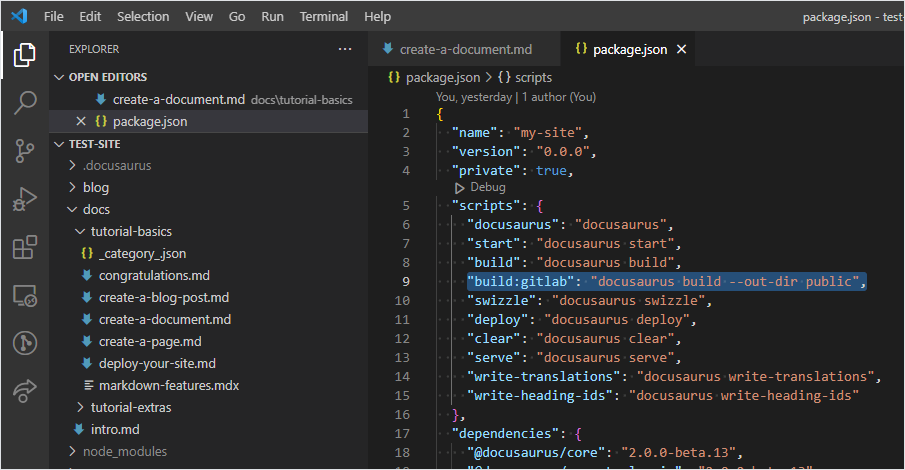 File Edit Selection View Go Run Terminal Help package.json - test-
EXPLORER ...
OPEN EDITORS
create-a-document.md docs\tutorial-basics
package.json
TEST-SITE
.docusaurus
blog
docs
tutorial-basics
_category_.json
congratulations.md
create-a-blog-post.md
create-a-document.md
create-a-page.md
deploy-your-site.md
markdown-features.mdx
tutorial-extras
intro.md
node_modules
create-a-document.md package.json
package.json > {} scripts
You, yesterday | 1 author (You)
1 {
2 "name": "my-site",
3 "version": "0.0.0",
4 "private": true,
Debug
5 "scripts": {
6 "docusaurus": "docusaurus",
7 "start": "docusaurus start",
8 "build": "docusaurus build",
9 "build:gitlab": "docusaurus build --out-dir public",
10 "swizzle": "docusaurus swizzle",
11 "deploy": "docusaurus deploy",
12 "clear": "docusaurus clear",
13 "serve": "docusaurus serve",
14 "write-translations": "docusaurus write-translations",
15 "write-heading-ids": "docusaurus write-heading-ids"
16 },
17 "dependencies": {
18 "@docusaurus/core": "2.0.0-beta.13",